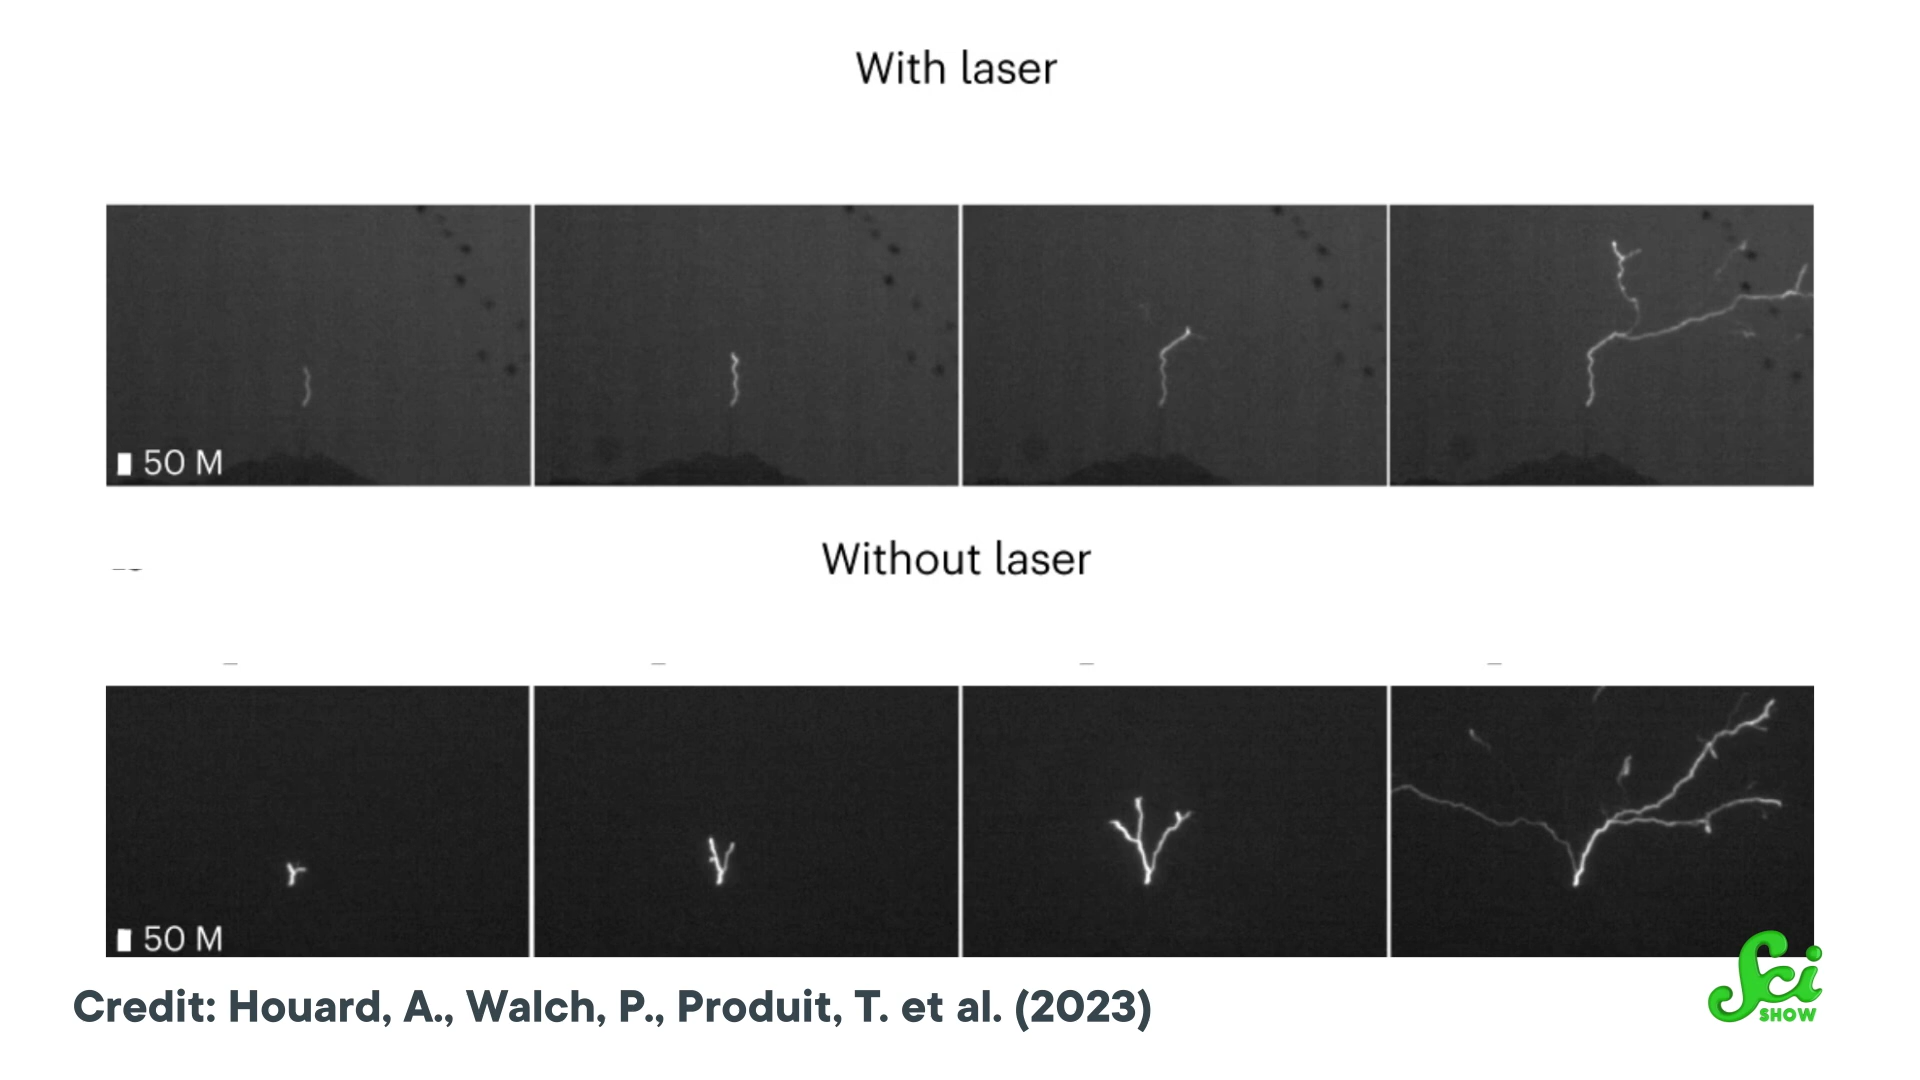 With laser
50 M
Without laser
50 M
Credit: Houard, A., Walch, P., Produit, T. et al. (2023)
Sci
SHOW